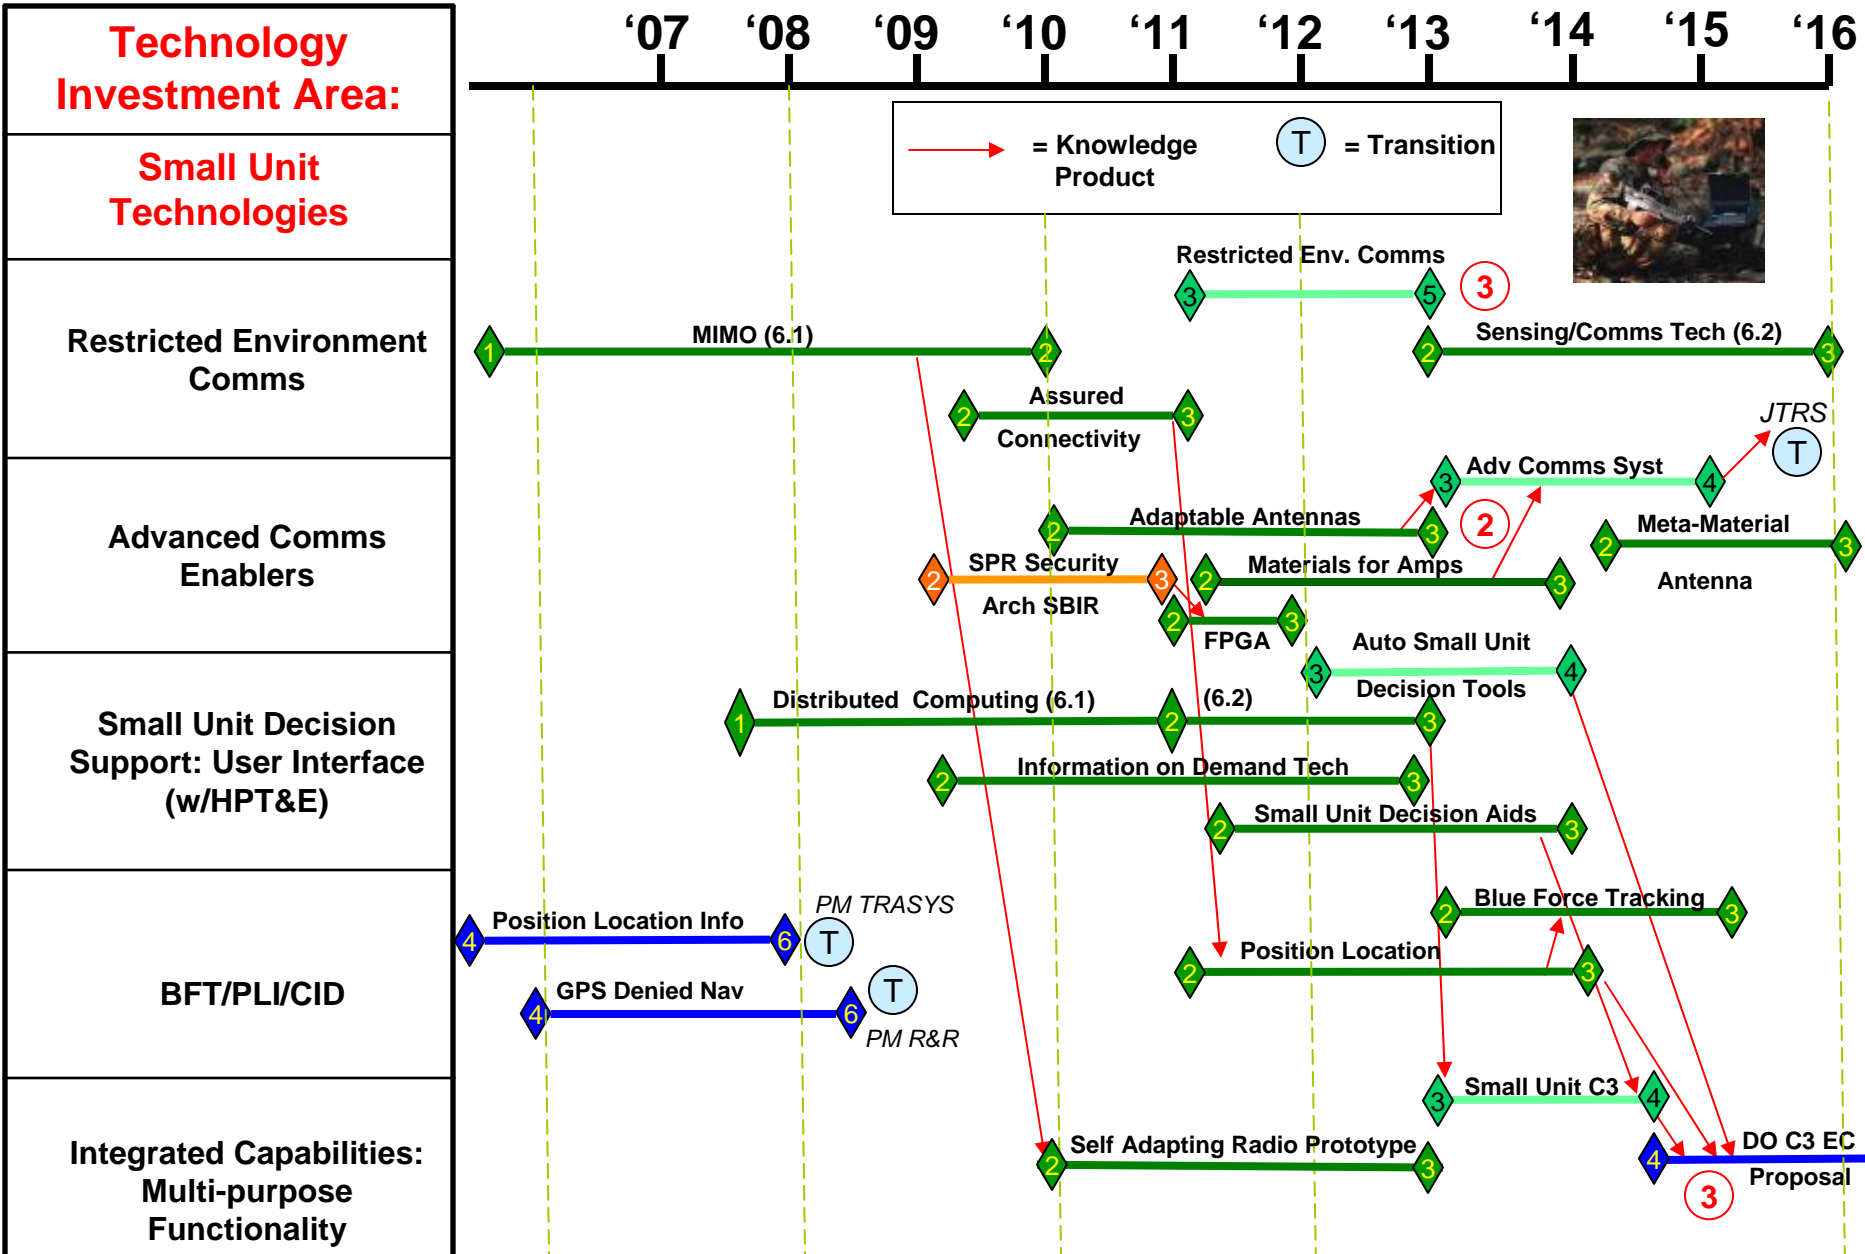 Technology
Investment Area:
‘07 ‘08 ‘09 ‘10 ‘11 ‘12 ‘13 ‘14 ‘15 ‘16
= Knowledge
Product
T = Transition
Small Unit
Technologies
Restricted Environment
Comms
Restricted Env. Comms
3 5 3
MIMO (6.1)
1 2
Sensing/Comms Tech (6.2)
2 3
Assured
2 3
Connectivity
JTRS
T
Advanced Comms
Enablers
Adv Comms Syst
3 4
Adaptable Antennas
2 3 2
Meta-Material
2 3
Antenna
SPR Security
2 3
Arch SBIR
Materials for Amps
2 3
2 3
FPGA
Small Unit Decision
Support: User Interface
(w/HPT&E)
Auto Small Unit
3 4
Decision Tools
Distributed Computing (6.1) (6.2)
1 2 3
Information on Demand Tech
2 3
Small Unit Decision Aids
2 3
BFT/PLI/CID
Blue Force Tracking
2 3
PM TRASYS
Position Location Info
4 6 T
Position Location
2 3
GPS Denied Nav
4 6 T
PM R&R
Integrated Capabilities:
Multi-purpose
Functionality
Small Unit C3
3 4
Self Adapting Radio Prototype
2 3
DO C3 EC
4
Proposal
3